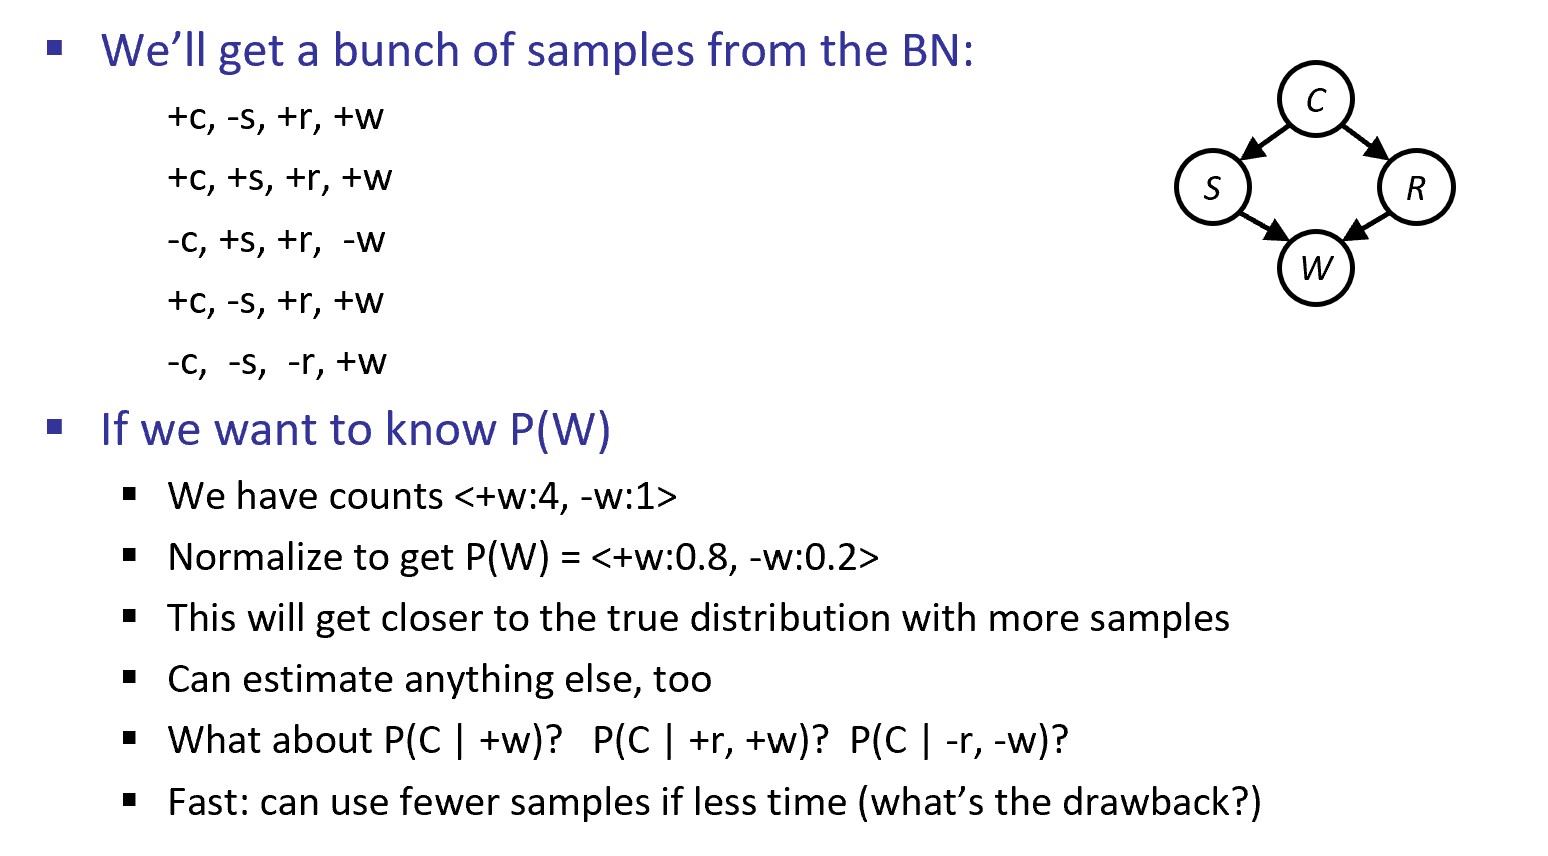 We’ll get a bunch of samples from the BN:
+c, -s, +r, +w
+c, +s, +r, +w
-c, +s, +r, -w
+c, -s, +r, +w
-c, -s, -r, +w
C
S
R
W
If we want to know P(W)
We have counts <+w:4, -w:1>
Normalize to get P(W) = <+w:0.8, -w:0.2>
This will get closer to the true distribution with more samples
Can estimate anything else, too
What about P(C | +w)? P(C | +r, +w)? P(C | -r, -w)?
Fast: can use fewer samples if less time (what’s the drawback?)